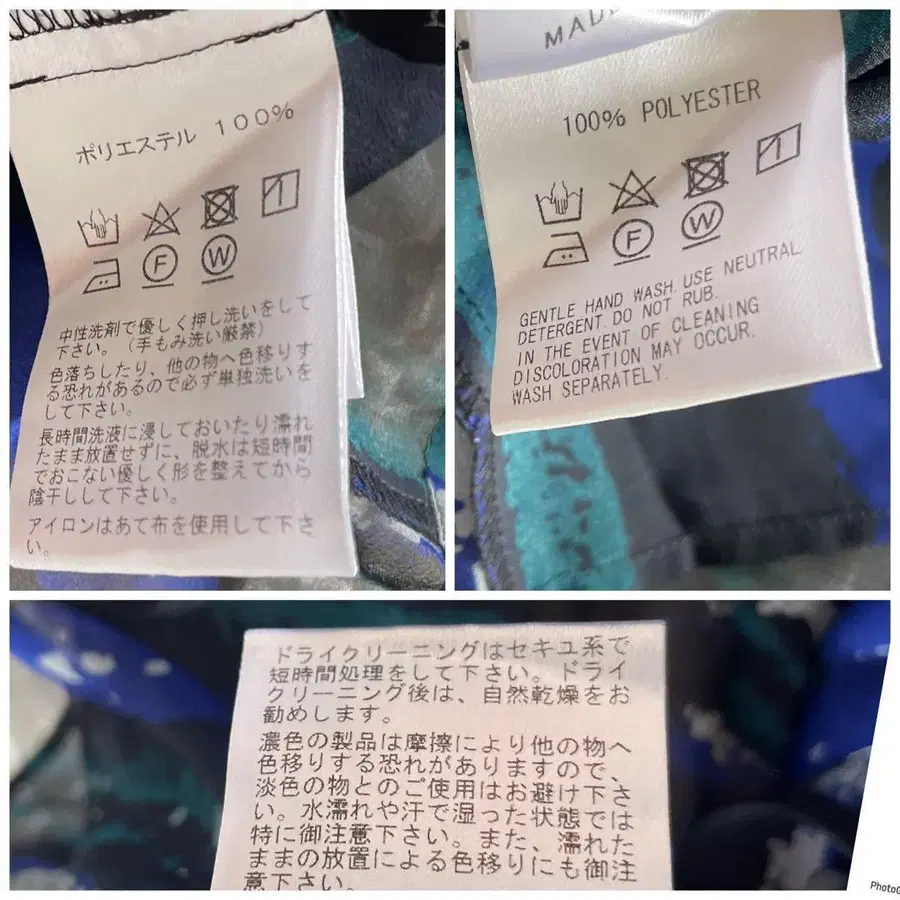 ポリエステル 100%
F W
中性洗剤で優しく押し洗いをして
下さい。(手もみ洗い厳禁)
色落ちしたり、他の物へ色移りす
る恐れがあるので必ず単独洗いを
して下さい。
長時間洗液に浸しておいたり濡れ
たまま放置せずに、脱水は短時間
でおこない優しく形を整えてから
陰干しして下さい。
アイロンはあて布を使用して下さ
い。
100% POLYESTER
F W
GENTLE HAND WASH.USE NEUTRAL
DETERGENT.DO NOT RUB.
IN THE EVENT OF CLEANING
DISCOLORATION MAY OCCUR.
WASH SEPARATELY.
ドライクリーニングはセキユ系で
短時間処理をして下さい。ドライ
クリーニング後は、自然乾燥をお
勧めします。
濃色の製品は摩擦により他の物へ
色移りする恐れがありますので、
淡色の物とのご使用はお避け下さ
い。水濡れや汗で湿った状態では
特に御注意下さい。また、濡れた
ままの放置による色移りにも御注
意下さい。